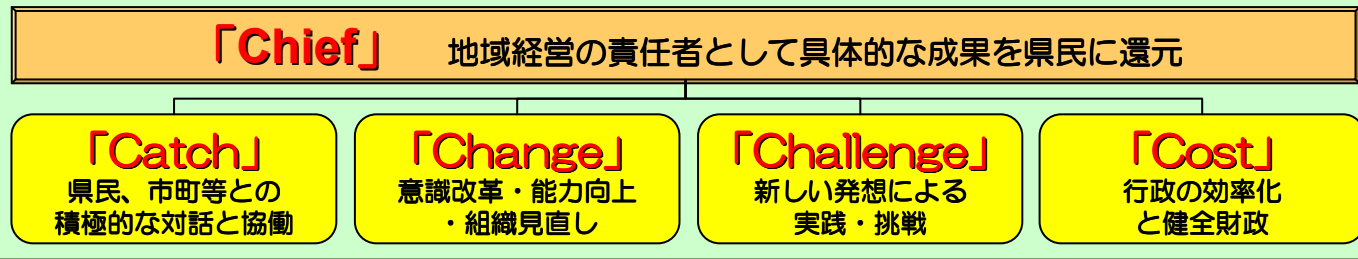 「Chief」 地域経営の責任者として具体的な成果を県民に還元
「Catch」
県民、市町等との
積極的な対話と協働
「Change」
意識改革・能力向上
・組織見直し
「Challenge」
新しい発想による
実践・挑戦
「Cost」
行政の効率化
と健全財政